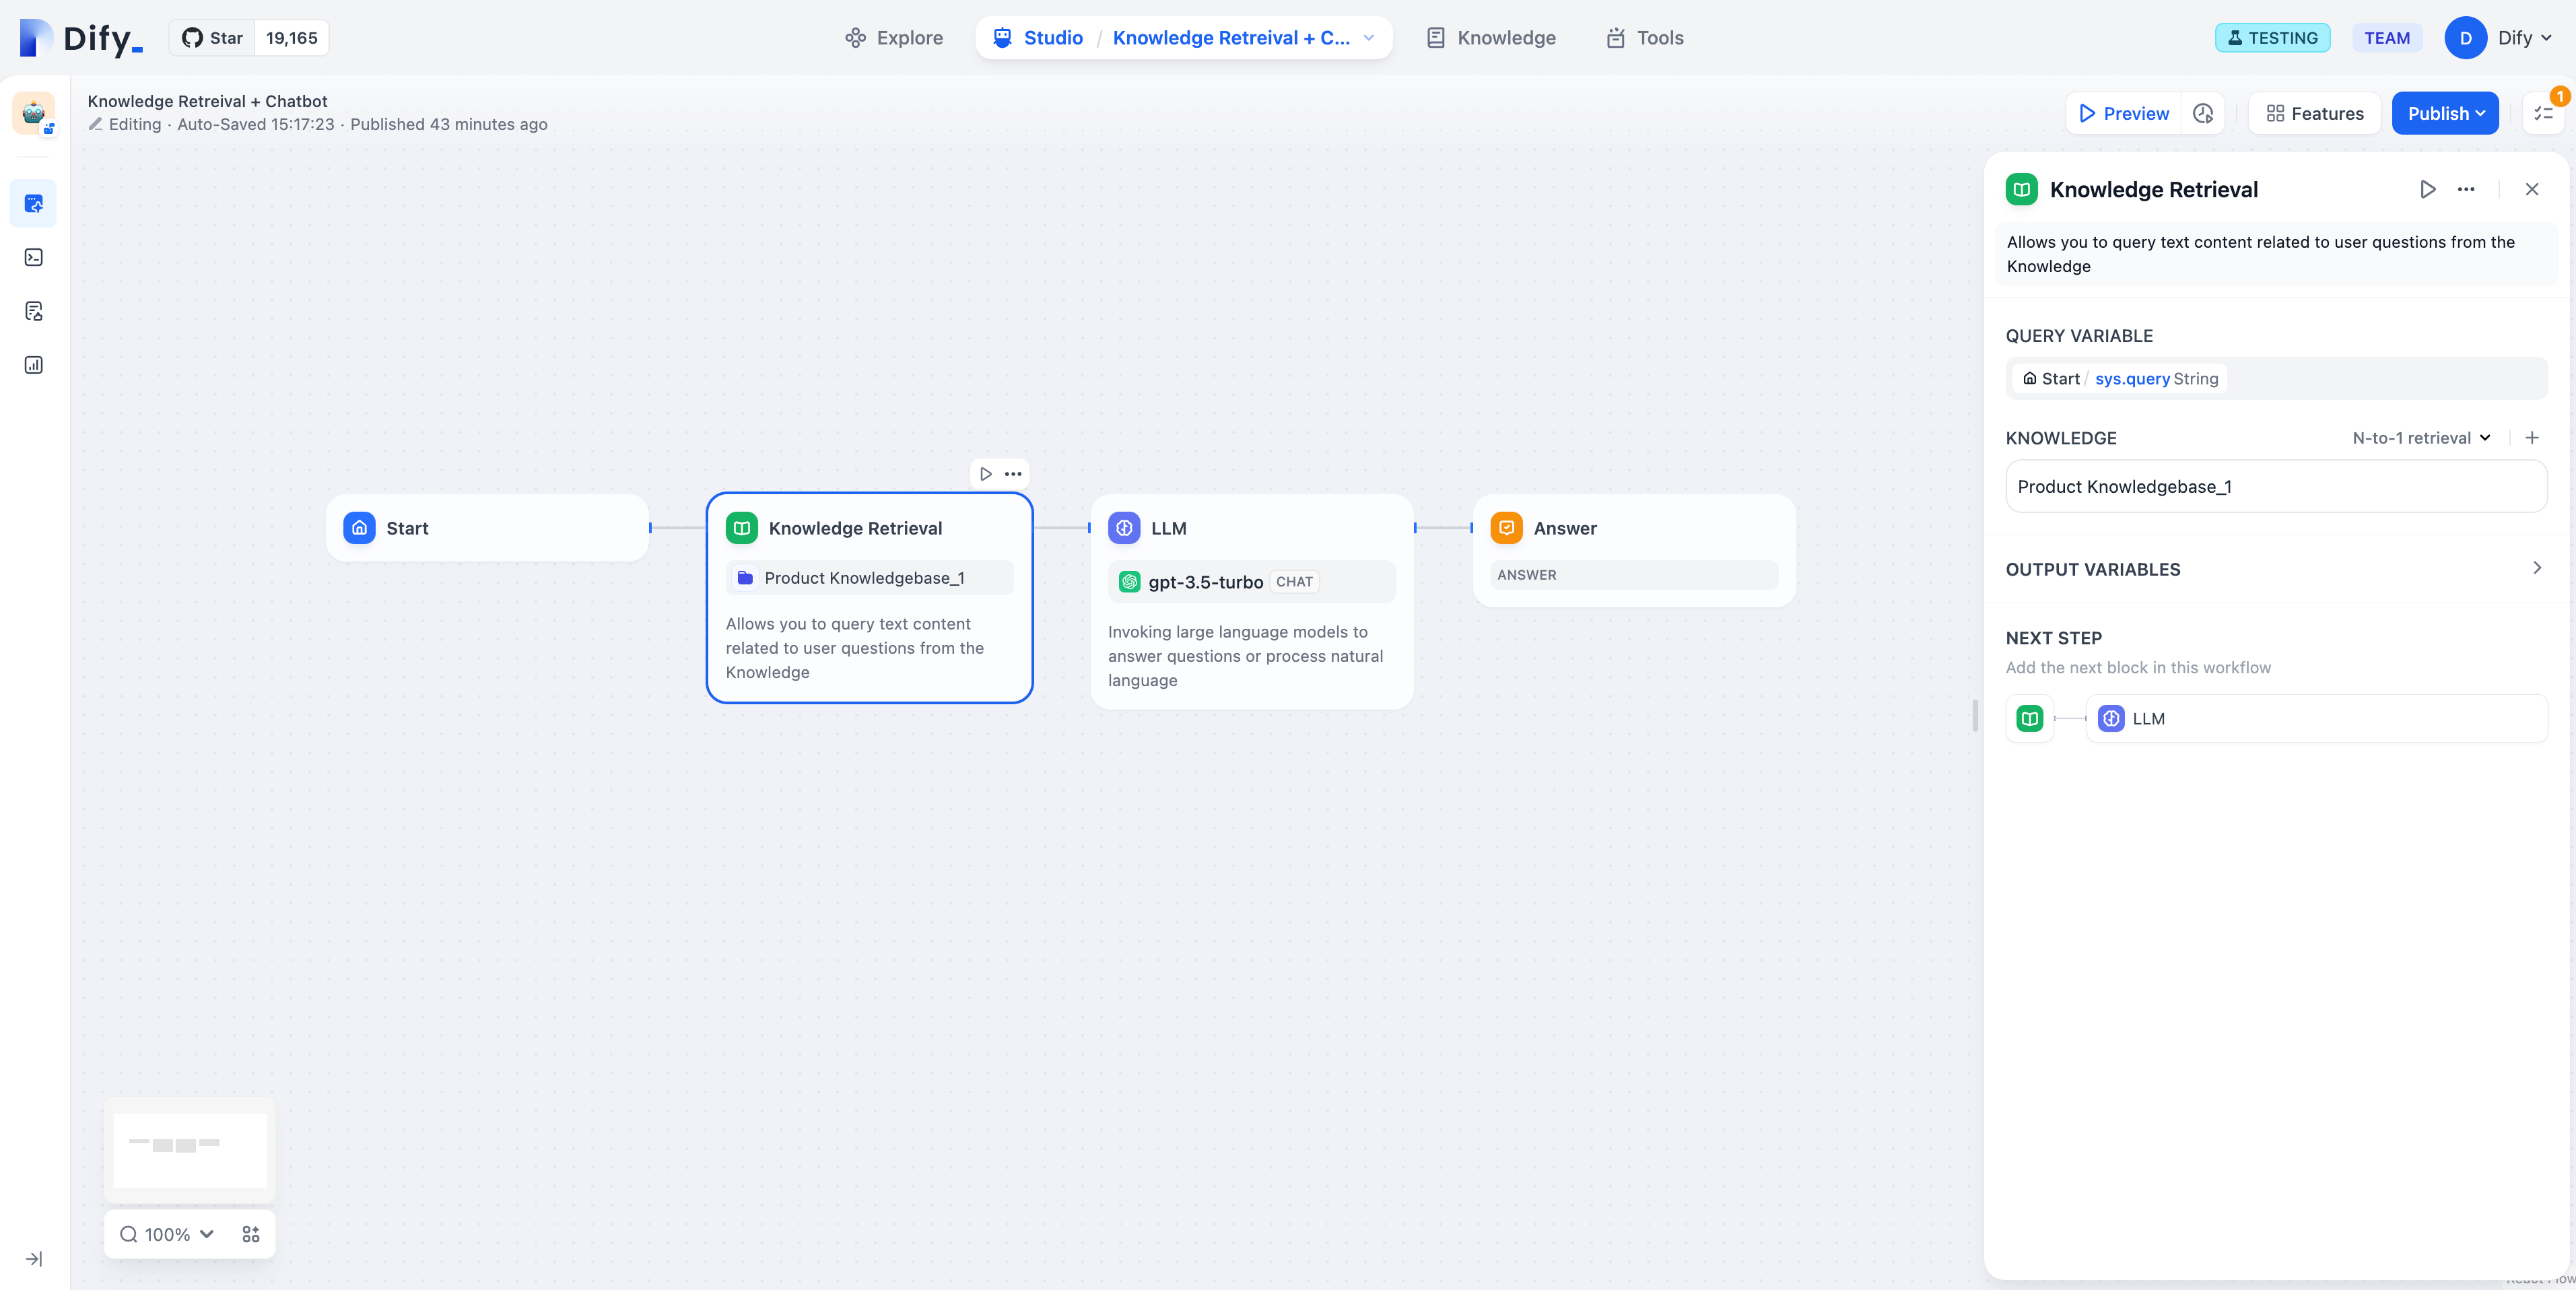 Dify_
Star 19,165
Explore
Studio / Knowledge Retreival + C...
Knowledge
Tools
TESTING
TEAM
D Dify
Knowledge Retreival + Chatbot
Editing · Auto-Saved 15:17:23 · Published 43 minutes ago
Preview
Features
Publish
1
Start
Knowledge Retrieval
Product Knowledgebase_1
Allows you to query text content
related to user questions from the
Knowledge
LLM
gpt-3.5-turbo CHAT
Invoking large language models to
answer questions or process natural
language
Answer
ANSWER
Knowledge Retrieval
Allows you to query text content related to user questions from the
Knowledge
QUERY VARIABLE
Start / sys.query String
KNOWLEDGE
N-to-1 retrieval
Product Knowledgebase_1
OUTPUT VARIABLES
NEXT STEP
Add the next block in this workflow
LLM
100%